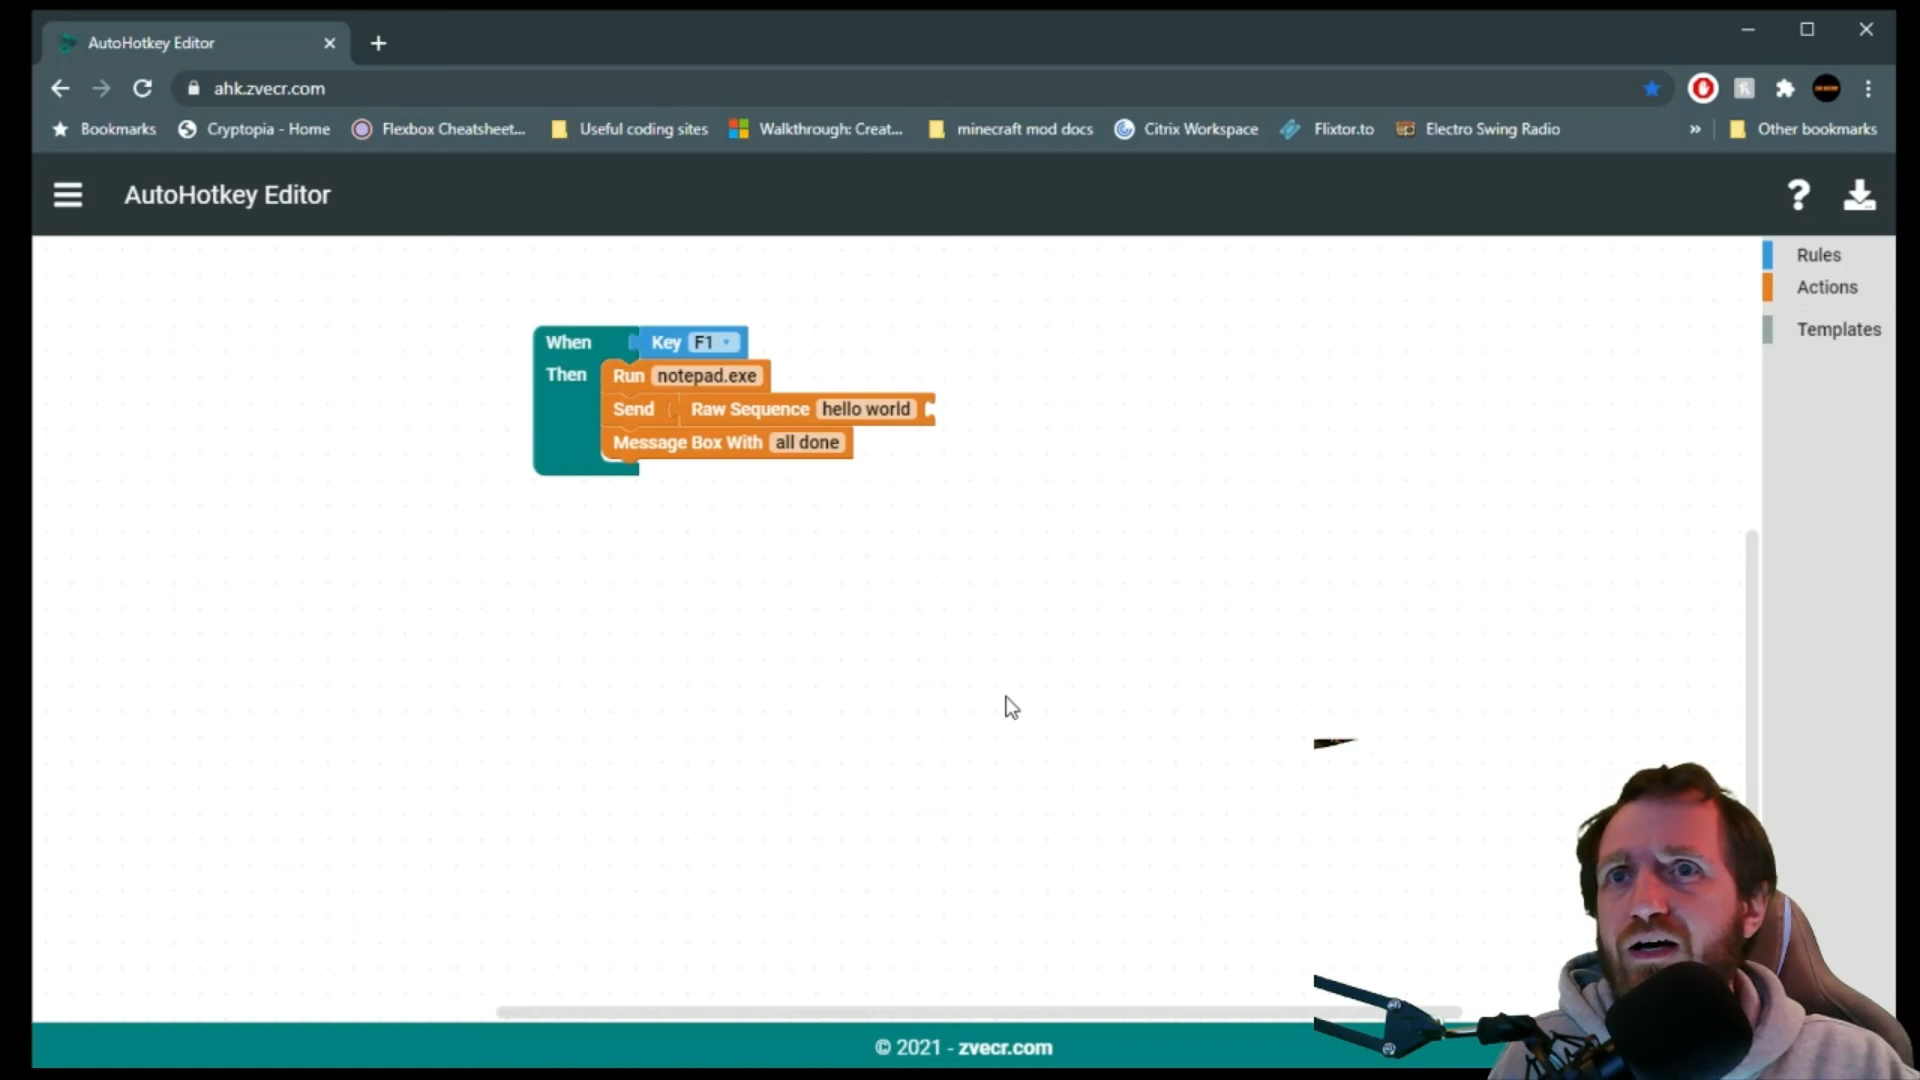 AutoHotkey Editor
ahk.zvecr.com
Bookmarks Cryptopia - Home Flexbox Cheatsheet... Useful coding sites Walkthrough: Creat... minecraft mod docs Citrix Workspace Flixtor.to Electro Swing Radio » Other bookmarks
AutoHotkey Editor ?
Rules
Actions
Templates
When Key F1
Then Run notepad.exe
Send Raw Sequence hello world
Message Box With all done
© 2021 - zvecr.com